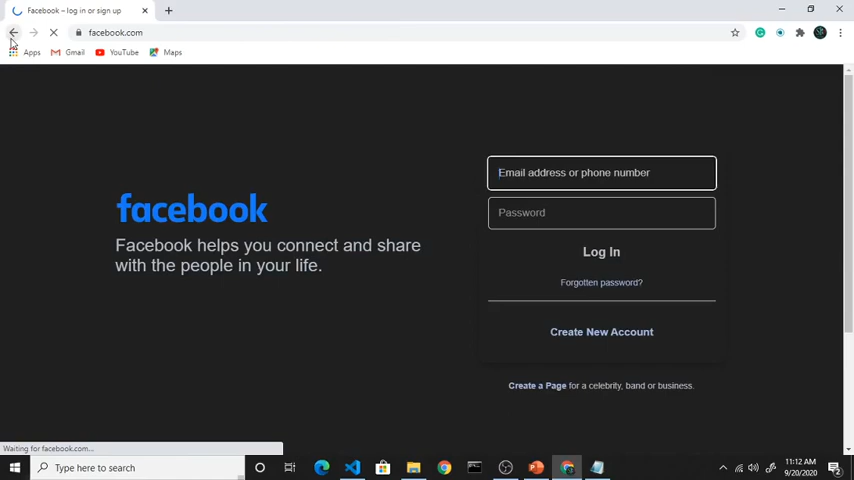 Facebook – log in or sign up
facebook.com
Apps
Gmail
YouTube
Maps
facebook
Facebook helps you connect and share
with the people in your life.
Email address or phone number
Password
Log In
Forgotten password?
Create New Account
Create a Page for a celebrity, band or business.
Waiting for facebook.com...
Type here to search
11:12 AM
9/20/2020
2